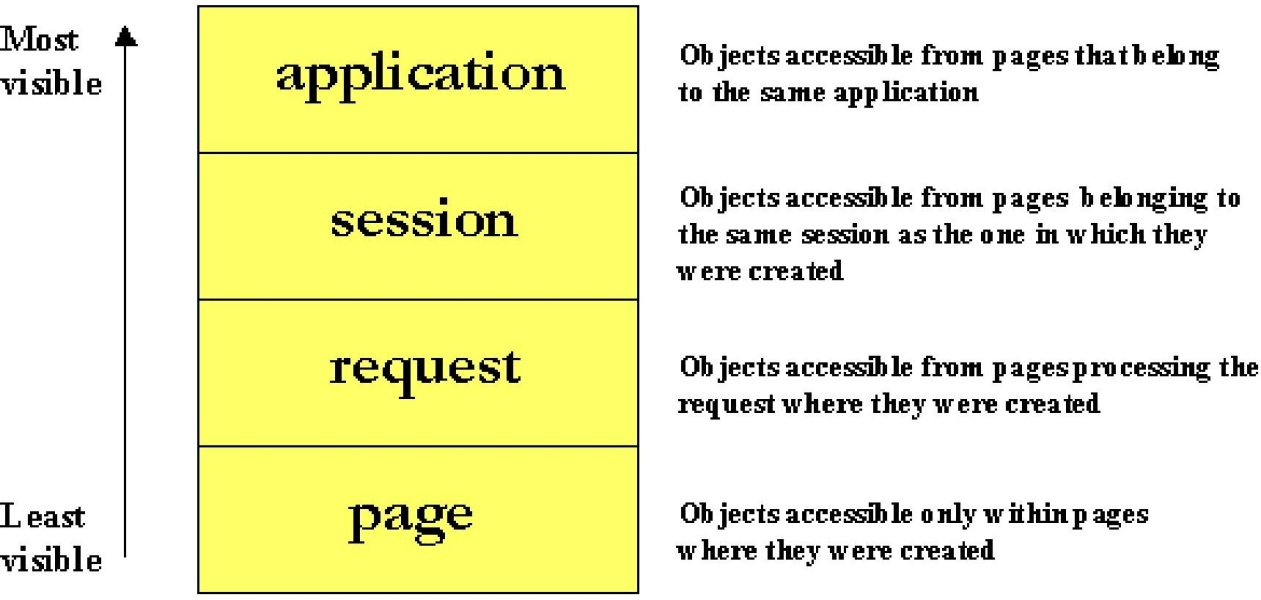 Most
visible
application
Objects accessible from pages that belong
to the same application
session
Objects accessible from pages belonging to
the same session as the one in which they
were created
request
Objects accessible from pages processing the
request where they were created
Least
visible
page
Objects accessible only within pages
where they were created